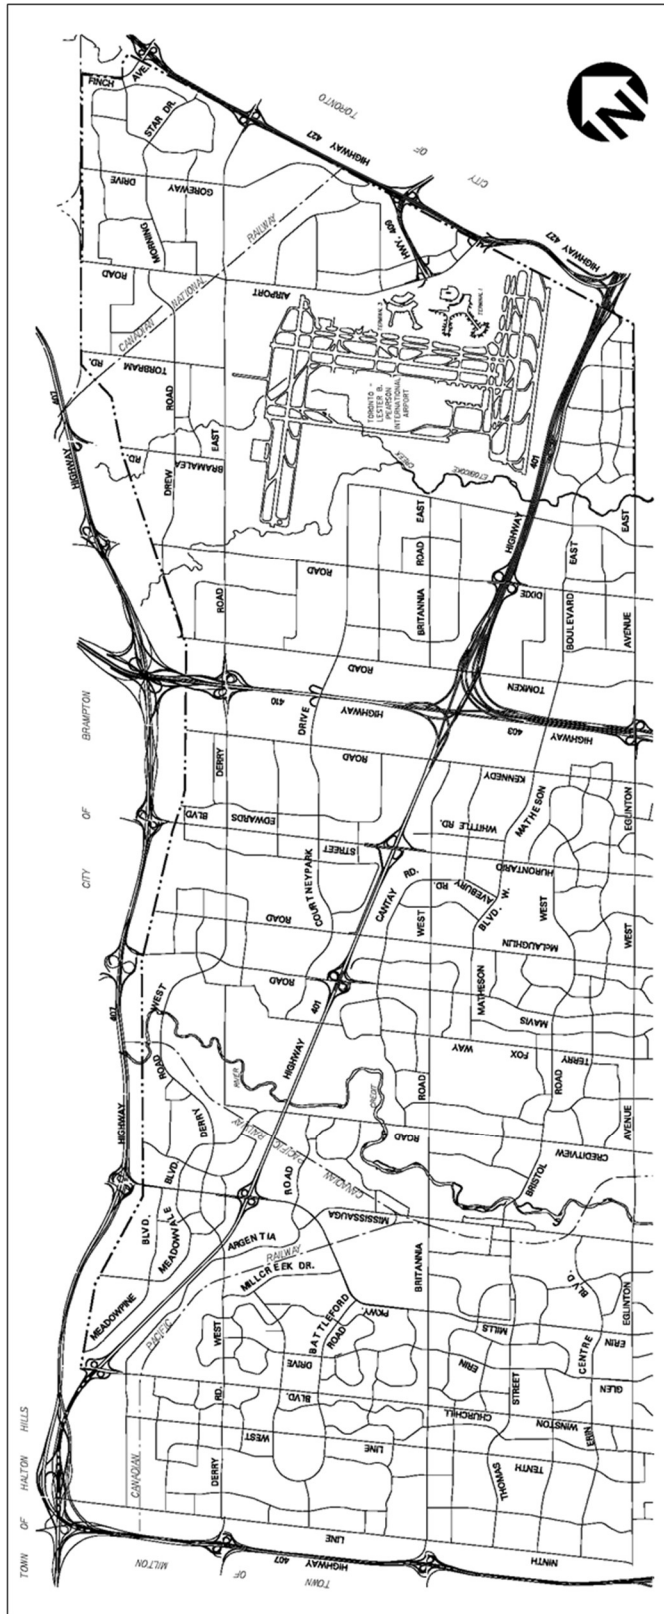 FINCH AVE.
STAR DR.
TORONTO
OF
CITY
427
HIGHWAY
N
DRIVE
GOREWAY
MORNING
CANADIAN NATIONAL RAILWAY
HWY. 409
HIGHWAY 427
ROAD
AIRPORT
TERMINAL 3
TERMINAL 1
TORONTO -
LESTER B.
PEARSON
INTERNATIONAL
AIRPORT
407
HIGHWAY
TORBRAM RD.
ROAD
DREW
EAST
BRAMALEA RD.
CREEK
ETOBICOKE
401
HIGHWAY
EAST
ROAD
BRITANNIA
ROAD
DIXIE
EAST
BOULEVARD
EAST
AVENUE
ROAD
TOMKEN
410
HIGHWAY
DRIVE
403
HIGHWAY
CITY OF BRAMPTON
DERRY
ROAD
KENNEDY
BLVD
EDWARDS
STREET
WHITTLE RD.
MATHESON
HURONTARIO
EGLINTON
COURTNEYPARK
CANTAY RD.
AVEBURY RD.
BLVD. W.
WEST
WEST
WEST
ROAD
McLAUGHLIN
ROAD
401
HIGHWAY
MATHESON
MAVIS
407
HIGHWAY
WEST
ROAD
DERRY
RIVER
CREDIT
WAY
FOX
TERRY
ROAD
ROAD
AVENUE
ROAD
CREDITVIEW
BRISTOL
CANADIAN PACIFIC RAILWAY
BLVD.
MEADOWVALE
BLVD.
MEADOWPINE
ROAD
ARGENTIA
MISSISSAUGA
BRITANNIA
PACIFIC RAILWAY
MILLCREEK DR.
BATTLEFORD
ROAD
PKWY
MILLS
ERIN
BLVD.
CENTRE
ERIN
EGLINTON
WEST
DRIVE
ERIN
STREET
GLEN
RD.
BLVD.
CHURCHILL
WINSTON
DERRY
WEST
LINE
THOMAS
TENTH
CANADIAN
LINE
NINTH
407
HIGHWAY
TOWN OF HALTON HILLS
TOWN OF MILTON